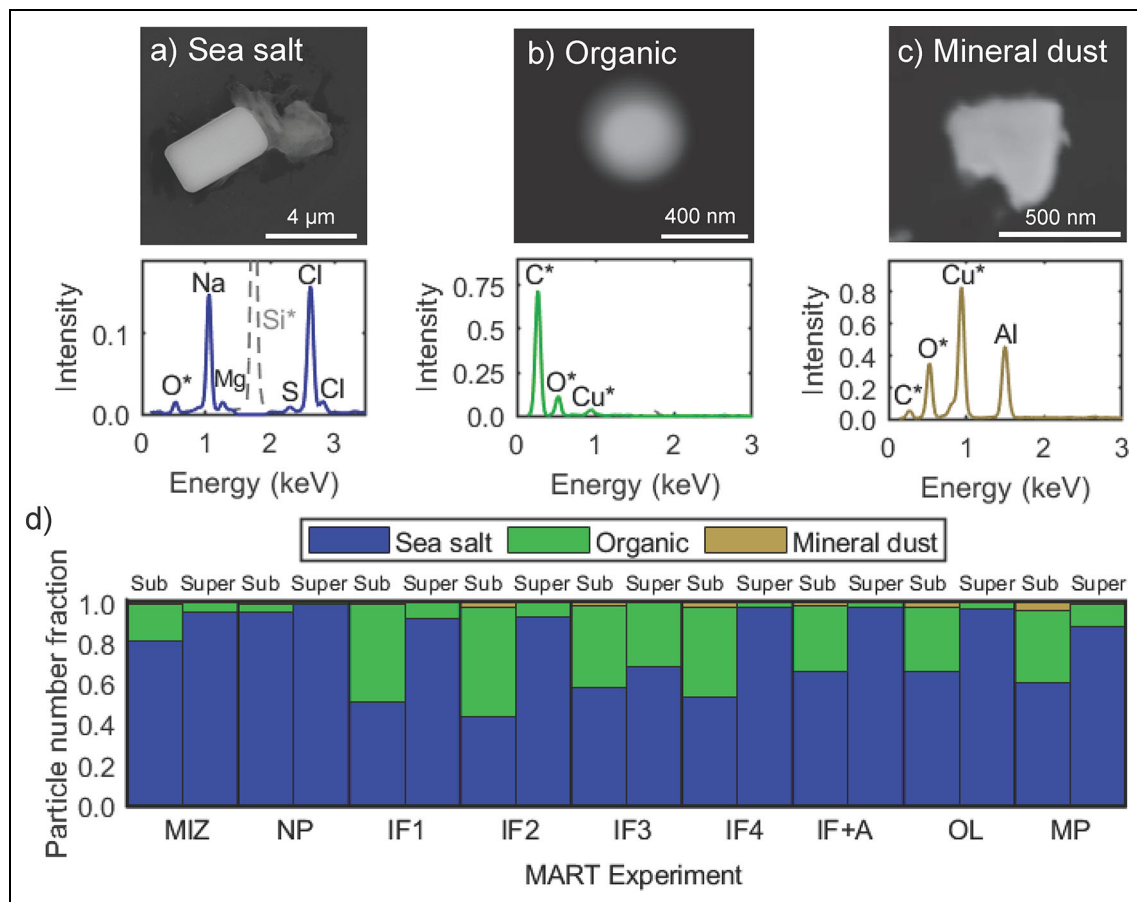 a) Sea salt
4 µm
b) Organic
400 nm
c) Mineral dust
500 nm
Intensity
0.1
0.0
O*
Na
Mg
Si*
S
Cl
Cl
0 1 2 3
Energy (keV)
Intensity
0.75
0.5
0.25
0.0
C*
O*
Cu*
0 1 2 3
Energy (keV)
Intensity
0.8
0.6
0.4
0.2
0.0
C*
O*
Cu*
Al
0 1 2 3
Energy (keV)
d)
Sea salt Organic Mineral dust
Sub Super Sub Super Sub Super Sub Super Sub Super Sub Super Sub Super Sub Super Sub Super
Particle number fraction
1.0
0.8
0.6
0.4
0.2
0.0
MIZ NP IF1 IF2 IF3 IF4 IF+A OL MP
MART Experiment